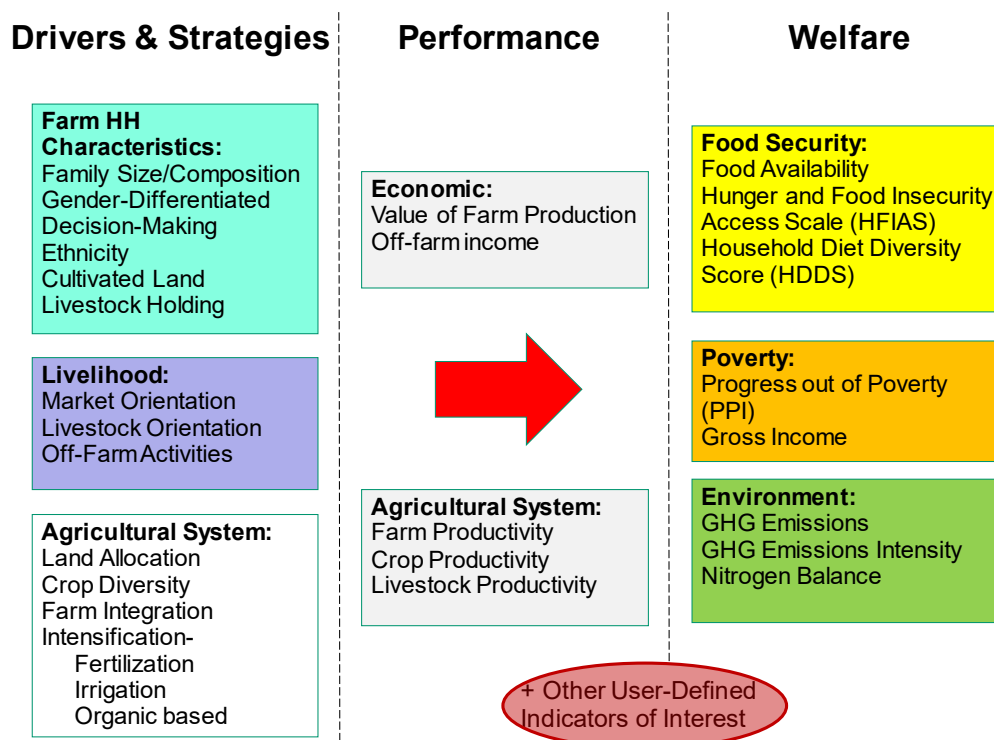 Drivers & Strategies
Farm HH
Characteristics:
Family Size/Composition
Gender-Differentiated
Decision-Making
Ethnicity
Cultivated Land
Livestock Holding
Livelihood:
Market Orientation
Livestock Orientation
Off-Farm Activities
Agricultural System:
Land Allocation
Crop Diversity
Farm Integration
Intensification-
Fertilization
Irrigation
Organic based
Performance
Economic:
Value of Farm Production
Off-farm income
Agricultural System:
Farm Productivity
Crop Productivity
Livestock Productivity
Welfare
Food Security:
Food Availability
Hunger and Food Insecurity
Access Scale (HFIAS)
Household Diet Diversity
Score (HDDS)
Poverty:
Progress out of Poverty
(PPI)
Gross Income
Environment:
GHG Emissions
GHG Emissions Intensity
Nitrogen Balance
+ Other User-Defined
Indicators of Interest